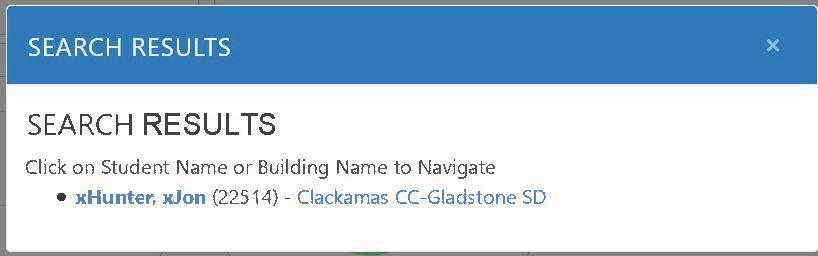 SEARCH RESULTS ×
SEARCH RESULTS
Click on Student Name or Building Name to Navigate
• xHunter, xJon (22514) - Clackamas CC-Gladstone SD